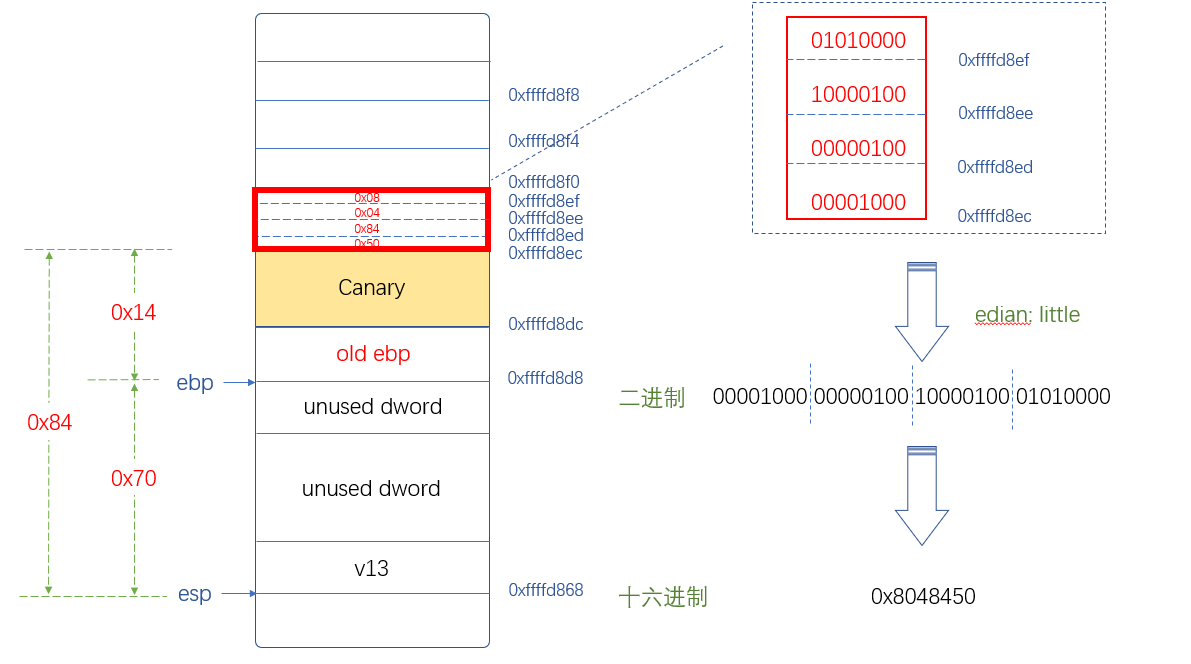 0xffffd8f8
0xffffd8f4
0xffffd8f0
0x08
0xffffd8ef
0x04
0xffffd8ee
0x84
0xffffd8ed
0x50
0xffffd8ec
Canary
0xffffd8dc
old ebp
0xffffd8d8
unused dword
unused dword
v13
0xffffd868
0x14
ebp
0x84
0x70
esp
01010000
0xffffd8ef
10000100
0xffffd8ee
00000100
0xffffd8ed
00001000
0xffffd8ec
edian: little
二进制
00001000 00000100 10000100 01010000
十六进制
0x8048450